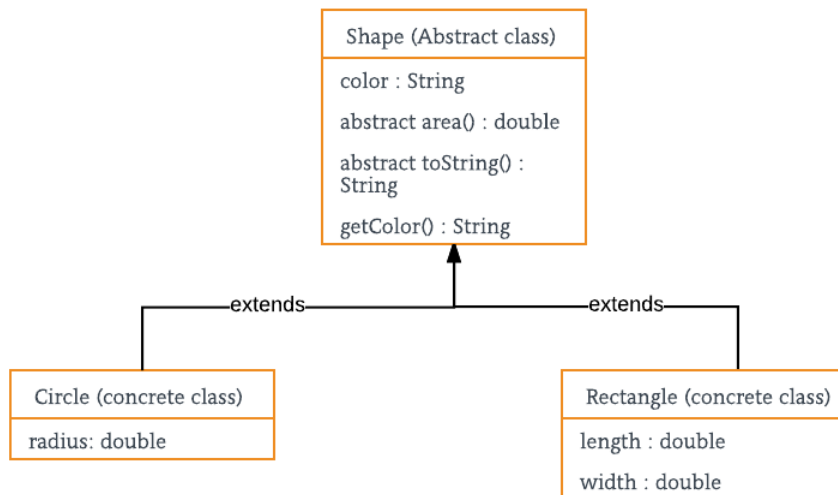 Shape (Abstract class)
color : String
abstract area() : double
abstract toString() :
String
getColor() : String
extends
extends
Circle (concrete class)
radius: double
Rectangle (concrete class)
length : double
width : double